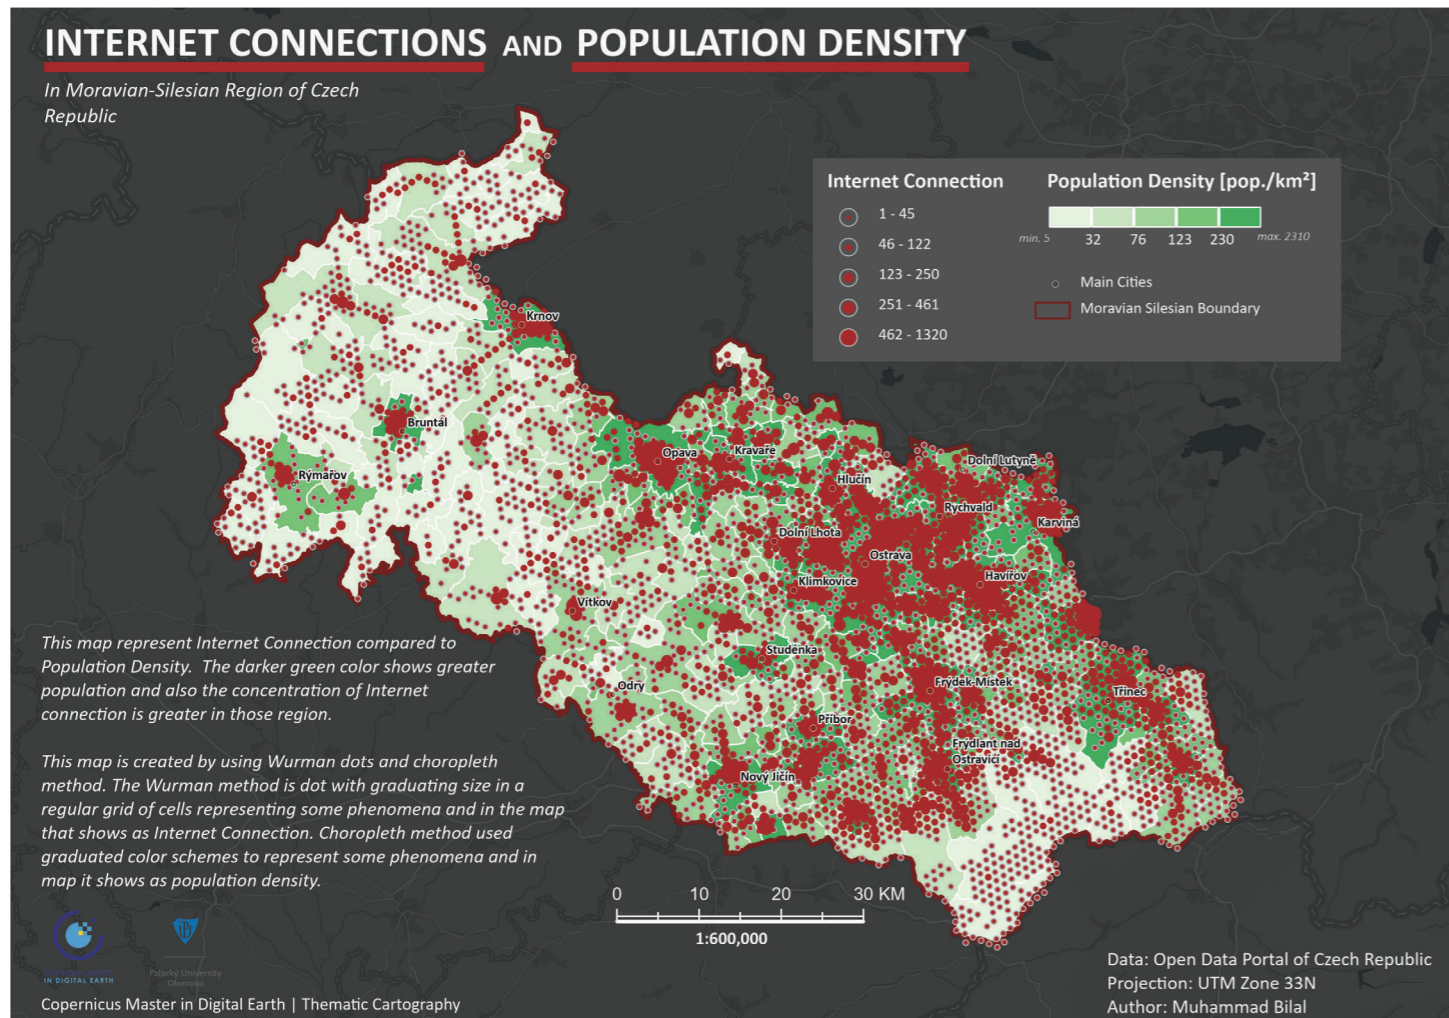 INTERNET CONNECTIONS AND POPULATION DENSITY
In Moravian-Silesian Region of Czech
Republic
Internet Connection
1 - 45
46 - 122
123 - 250
251 - 461
462 - 1320
Population Density [pop./km²]
min. 5
32
76
123
230
max. 2310
Main Cities
Moravian Silesian Boundary
Krnov
Bruntál
Rýmařov
Opava
Kravaře
Hlučín
Dolní Lutyně
Rychvald
Karviná
Dolní Lhota
Ostrava
Klimkovice
Havířov
Vítkov
Studénka
Odry
Frýdek-Místek
Třinec
Příbor
Frýdlant nad
Ostravicí
Nový Jičín
This map represent Internet Connection compared to
Population Density. The darker green color shows greater
population and also the concentration of Internet
connection is greater in those region.
This map is created by using Wurman dots and choropleth
method. The Wurman method is dot with graduating size in a
regular grid of cells representing some phenomena and in the map
that shows as Internet Connection. Choropleth method used
graduated color schemes to represent some phenomena and in
map it shows as population density.
0 10 20 30 KM
1:600,000
IN DIGITAL EARTH
Palacký University
Olomouc
Copernicus Master in Digital Earth | Thematic Cartography
Data: Open Data Portal of Czech Republic
Projection: UTM Zone 33N
Author: Muhammad Bilal